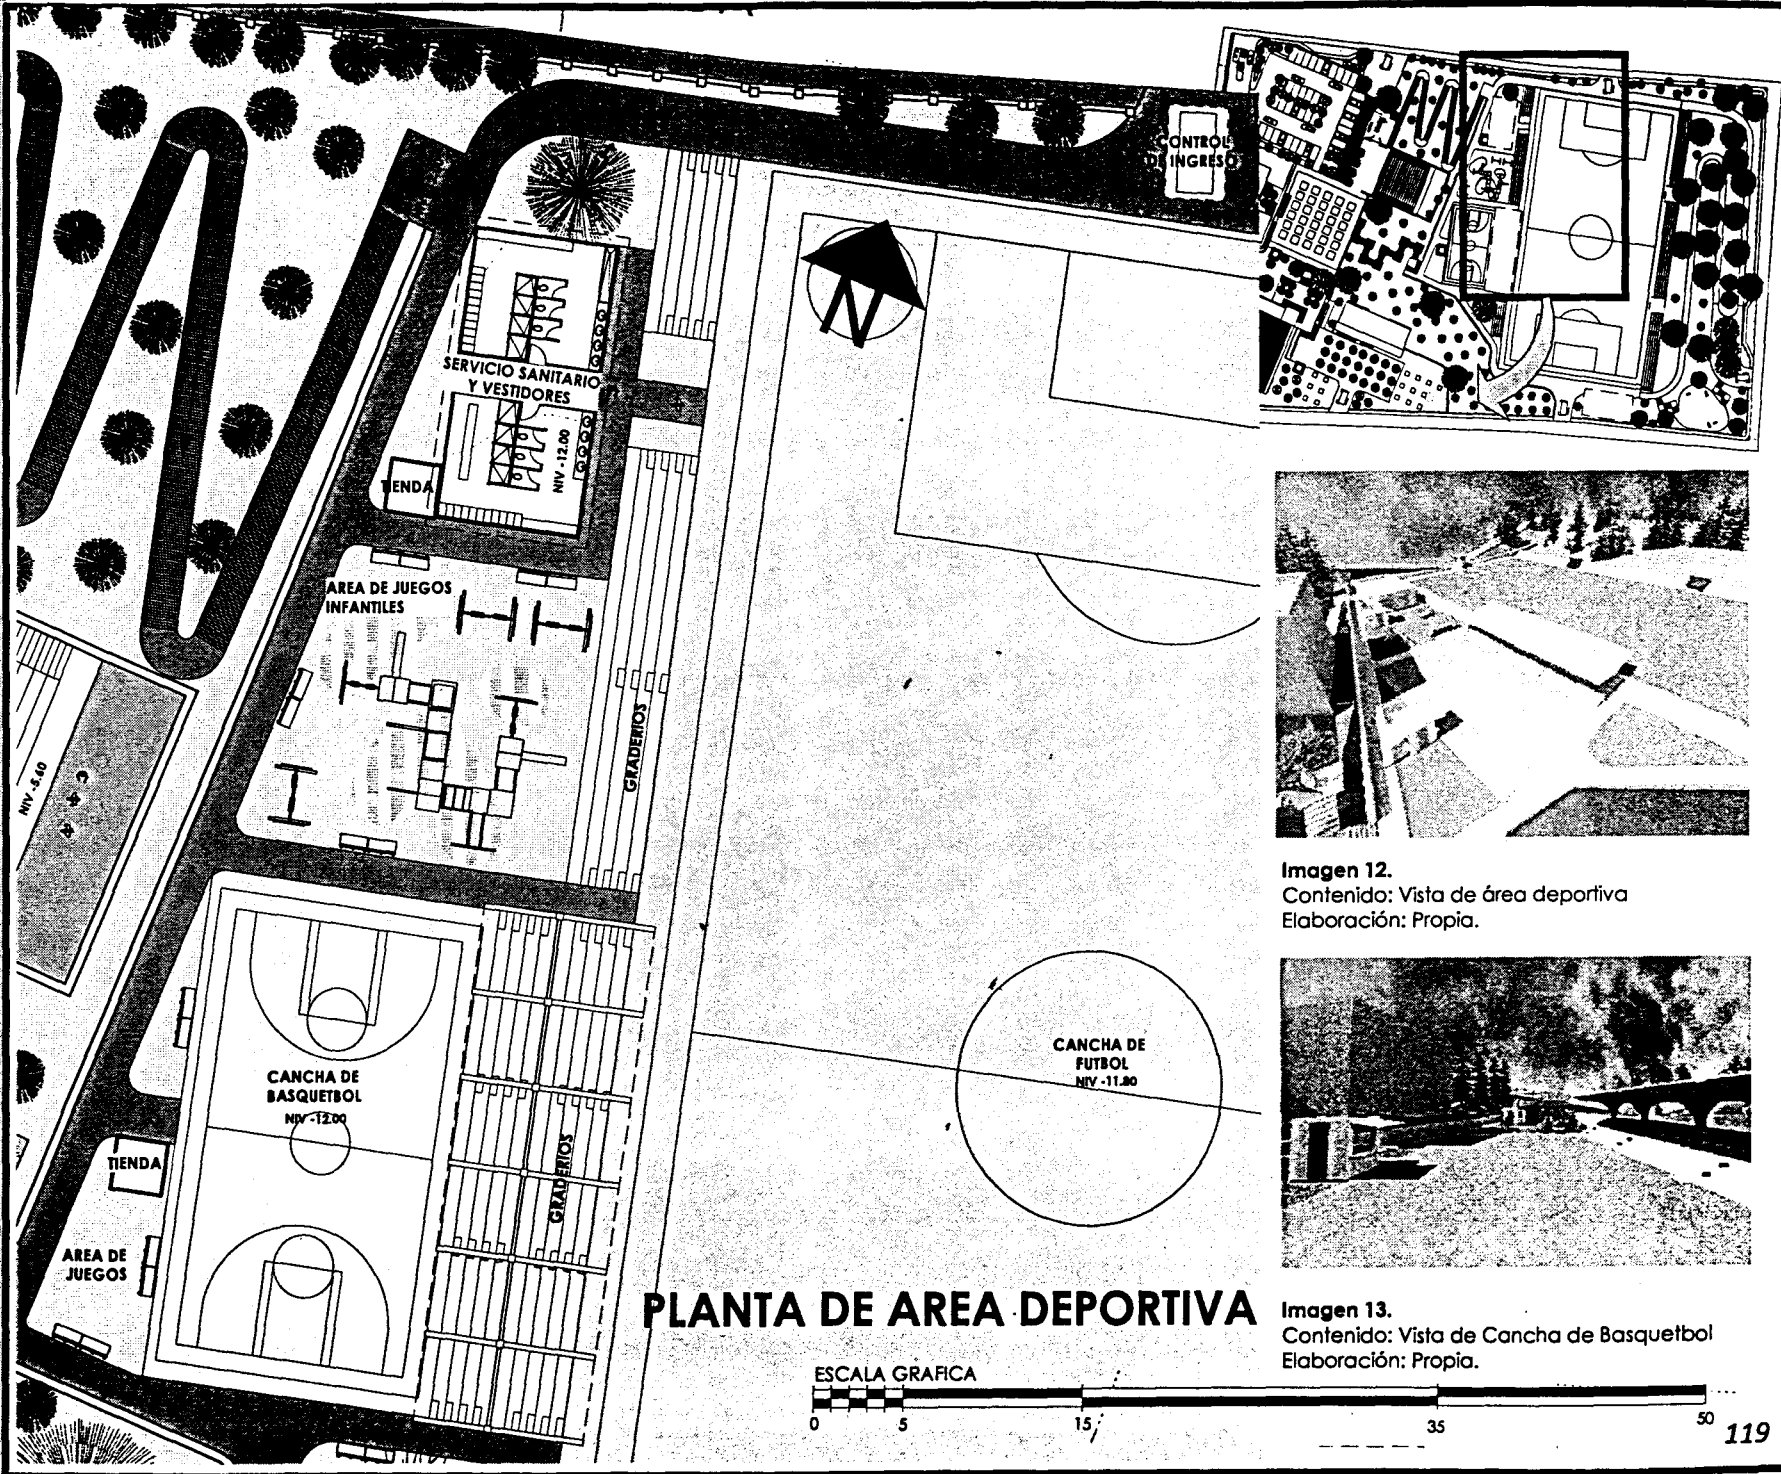 CONTROL
DE INGRESO
N
SERVICIO SANITARIO
Y VESTIDORES
NIV -12.00
TIENDA
AREA DE JUEGOS
INFANTILES
GRADERIOS
NIV -5.60
CANCHA DE
BASQUETBOL
NIV -12.00
GRADERIOS
TIENDA
AREA DE
JUEGOS
CANCHA DE
FUTBOL
NIV -11.80
PLANTA DE AREA DEPORTIVA
ESCALA GRAFICA
0 5 15 35 50
Imagen 12.
Contenido: Vista de área deportiva
Elaboración: Propia.
Imagen 13.
Contenido: Vista de Cancha de Basquetbol
Elaboración: Propia.
119